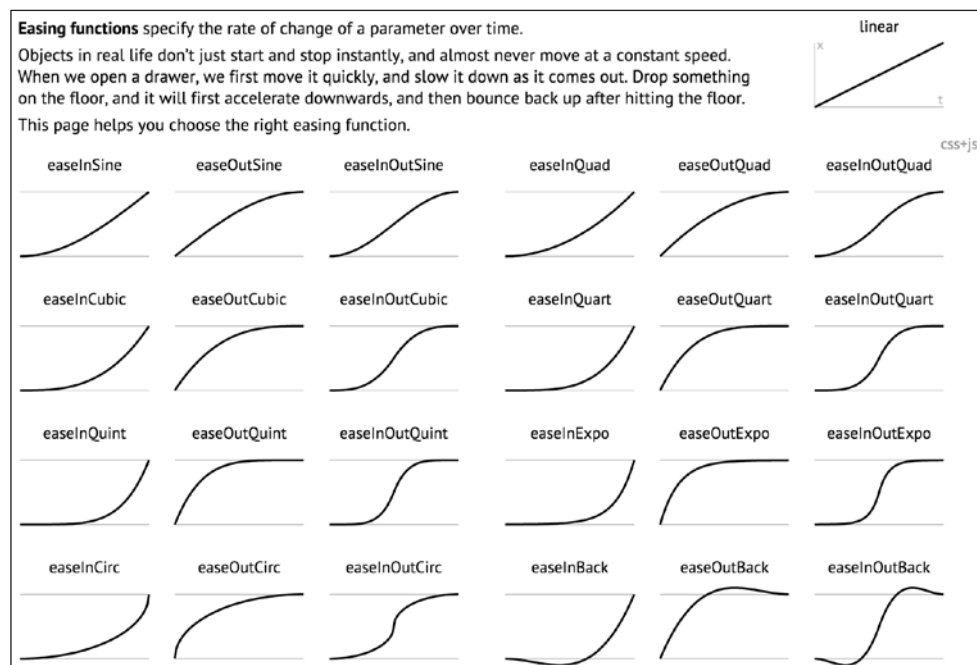 Easing functions specify the rate of change of a parameter over time.
linear
Objects in real life don't just start and stop instantly, and almost never move at a constant speed.
When we open a drawer, we first move it quickly, and slow it down as it comes out. Drop something
on the floor, and it will first accelerate downwards, and then bounce back up after hitting the floor.
x
t
This page helps you choose the right easing function.
css+js
easeInSine easeOutSine easeInOutSine easeInQuad easeOutQuad easeInOutQuad
easeInCubic easeOutCubic easeInOutCubic easeInQuart easeOutQuart easeInOutQuart
easeInQuint easeOutQuint easeInOutQuint easeInExpo easeOutExpo easeInOutExpo
easeInCirc easeOutCirc easeInOutCirc easeInBack easeOutBack easeInOutBack